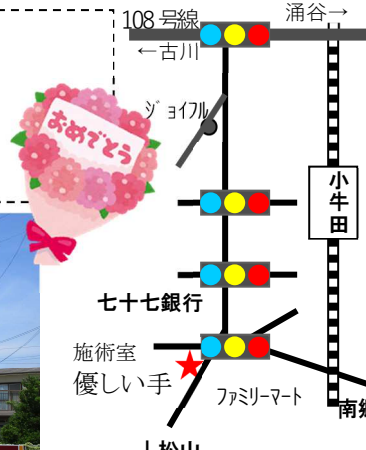 108号線
涌谷→
←古川
ジョイフル
おめでとう
小牛田
七十七銀行
施術室
優しい手
ファミリーマート
南郷
↓松山